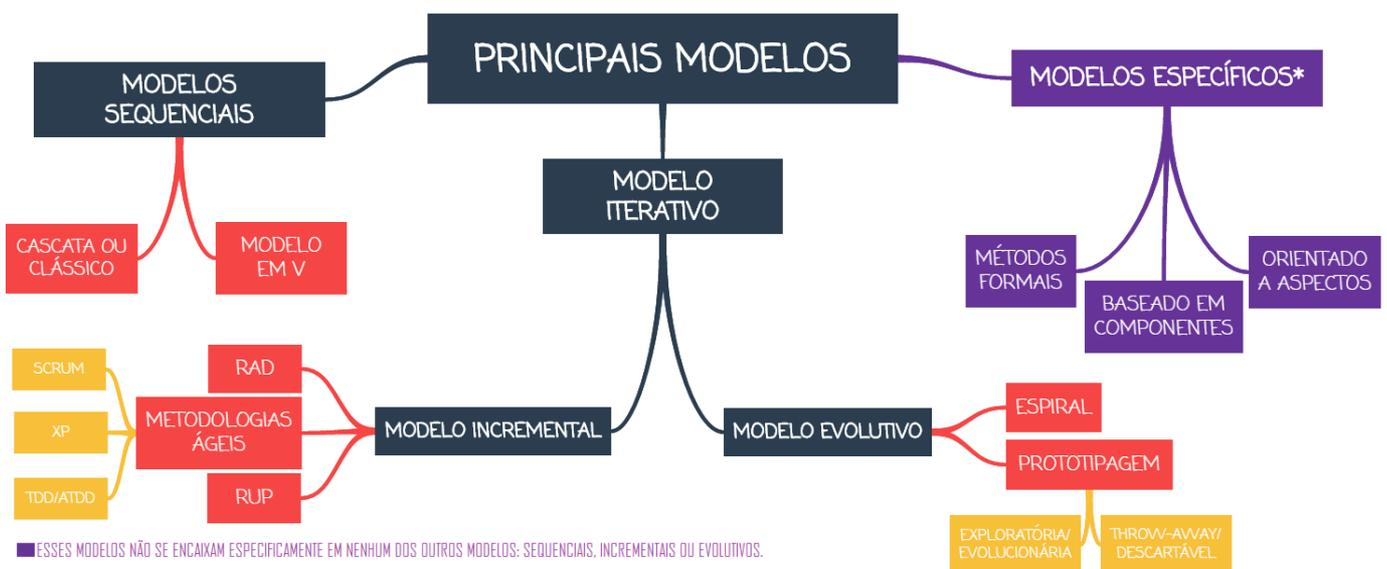 PRINCIPAIS MODELOS
MODELOS
SEQUENCIAIS
MODELOS ESPECÍFICOS*
MODELO
ITERATIVO
CASCATA OU
CLÁSSICO
MODELO
EM V
MÉTODOS
FORMAIS
BASEADO EM
COMPONENTES
ORIENTADO
A ASPECTOS
SCRUM
XP
TDD/ATDD
RAD
METODOLOGIAS
ÁGEIS
RUP
MODELO INCREMENTAL
MODELO EVOLUTIVO
ESPIRAL
PROTOTIPAGEM
EXPLORATÓRIA/
EVOLUCIONÁRIA
THROW-AWAY/
DESCARTÁVEL
ESSES MODELOS NÃO SE ENCAIXAM ESPECIFICAMENTE EM NENHUM DOS OUTROS MODELOS: SEQUENCIAIS, INCREMENTAIS OU EVOLUTIVOS.